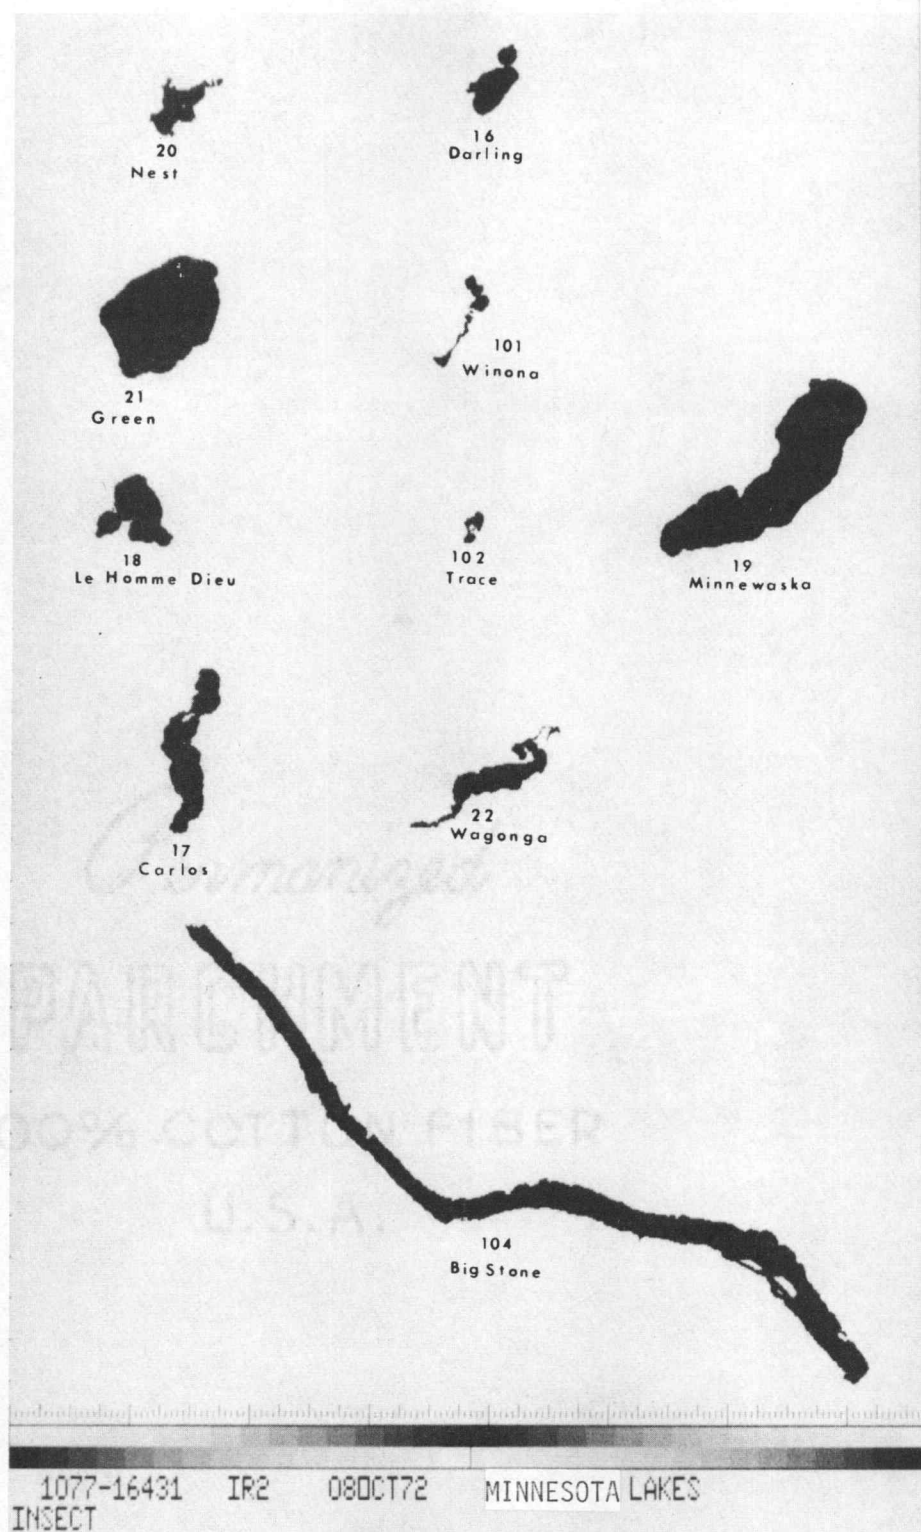 20
Nest
16
Darling
21
Green
101
Winona
18
Le Homme Dieu
102
Trace
19
Minnewaska
17
Carlos
22
Wagonga
PARCHMENT
100% COTTON FIBER
U.S.A.
104
Big Stone
1077-16431 IR2 08OCT72 MINNESOTA LAKES
INSECT